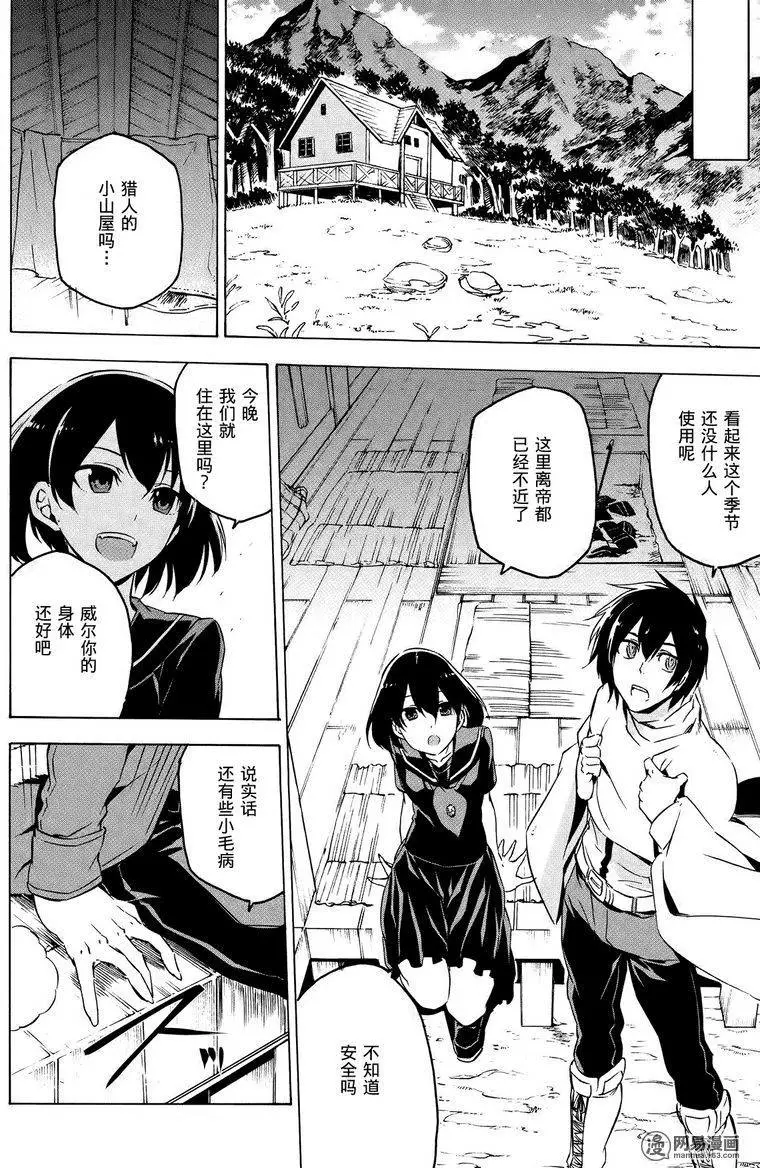 猎人的
小山屋吗…
看起来这个季节
还没什么人
使用呢
这里离帝都
已经不近了
不知道
安全吗
今晚
我们就
住在这里吗？
威尔你的
身体
还好吧
说实话
还有些小毛病
网易漫画
manhua.163.com